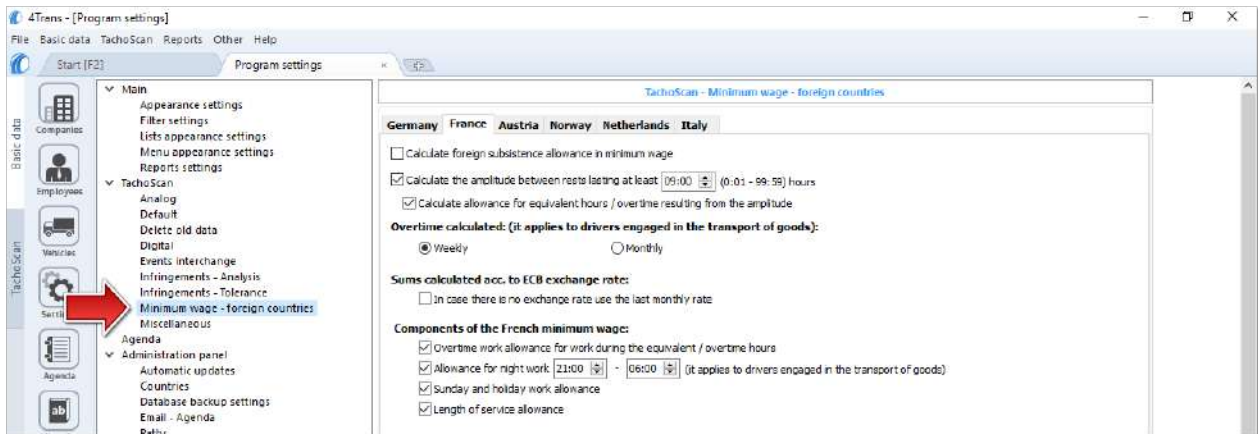 4Trans - [Program settings]
File Basic data TachoScan Reports Other Help
Start [F2]
Program settings
Basic data
TachoScan
Companies
Employees
Vehicles
Agenda
ab
Main
Appearance settings
Filter settings
Lists appearance settings
Menu appearance settings
Reports settings
TachoScan
Analog
Default
Delete old data
Digital
Events interchange
Infringements - Analysis
Infringements - Tolerance
Minimum wage - foreign countries
Miscellaneous
Agenda
Administration panel
Automatic updates
Countries
Database backup settings
Email - Agenda
TachoScan - Minimum wage - foreign countries
Germany France Austria Norway Netherlands Italy
Calculate foreign subsistence allowance in minimum wage
Calculate the amplitude between rests lasting at least 09:00 (0:01 - 99:59) hours
Calculate allowance for equivalent hours / overtime resulting from the amplitude
Overtime calculated: (it applies to drivers engaged in the transport of goods):
Weekly Monthly
Sums calculated acc. to ECB exchange rate:
In case there is no exchange rate use the last monthly rate
Components of the French minimum wage:
Overtime work allowance for work during the equivalent / overtime hours
Allowance for night work 21:00 - 06:00 (it applies to drivers engaged in the transport of goods)
Sunday and holiday work allowance
Length of service allowance